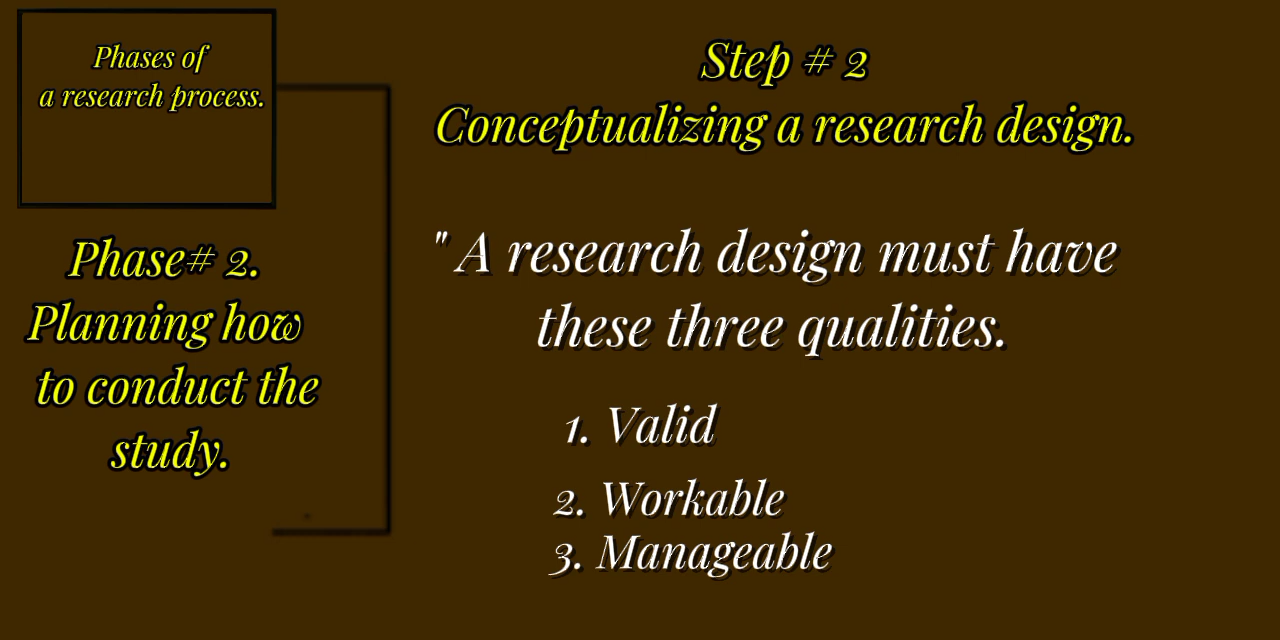 Phases of
a research process.
Phase# 2.
Planning how
to conduct the
study.
Step # 2
Conceptualizing a research design.
" A research design must have
these three qualities.
1. Valid
2. Workable
3. Manageable